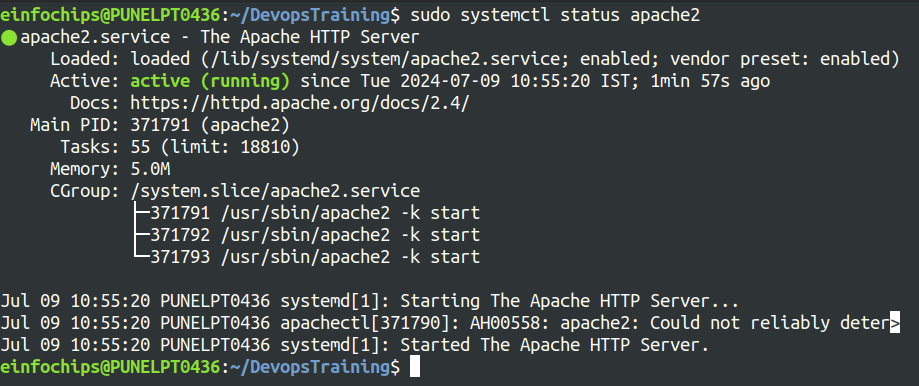 einfochips@PUNELPT0436:~/DevopsTraining$ sudo systemctl status apache2
● apache2.service - The Apache HTTP Server
     Loaded: loaded (/lib/systemd/system/apache2.service; enabled; vendor preset: enabled)
     Active: active (running) since Tue 2024-07-09 10:55:20 IST; 1min 57s ago
       Docs: https://httpd.apache.org/docs/2.4/
   Main PID: 371791 (apache2)
      Tasks: 55 (limit: 18810)
     Memory: 5.0M
     CGroup: /system.slice/apache2.service
             ├─371791 /usr/sbin/apache2 -k start
             ├─371792 /usr/sbin/apache2 -k start
             └─371793 /usr/sbin/apache2 -k start

Jul 09 10:55:20 PUNELPT0436 systemd[1]: Starting The Apache HTTP Server...
Jul 09 10:55:20 PUNELPT0436 apachectl[371790]: AH00558: apache2: Could not reliably deter>
Jul 09 10:55:20 PUNELPT0436 systemd[1]: Started The Apache HTTP Server.
einfochips@PUNELPT0436:~/DevopsTraining$